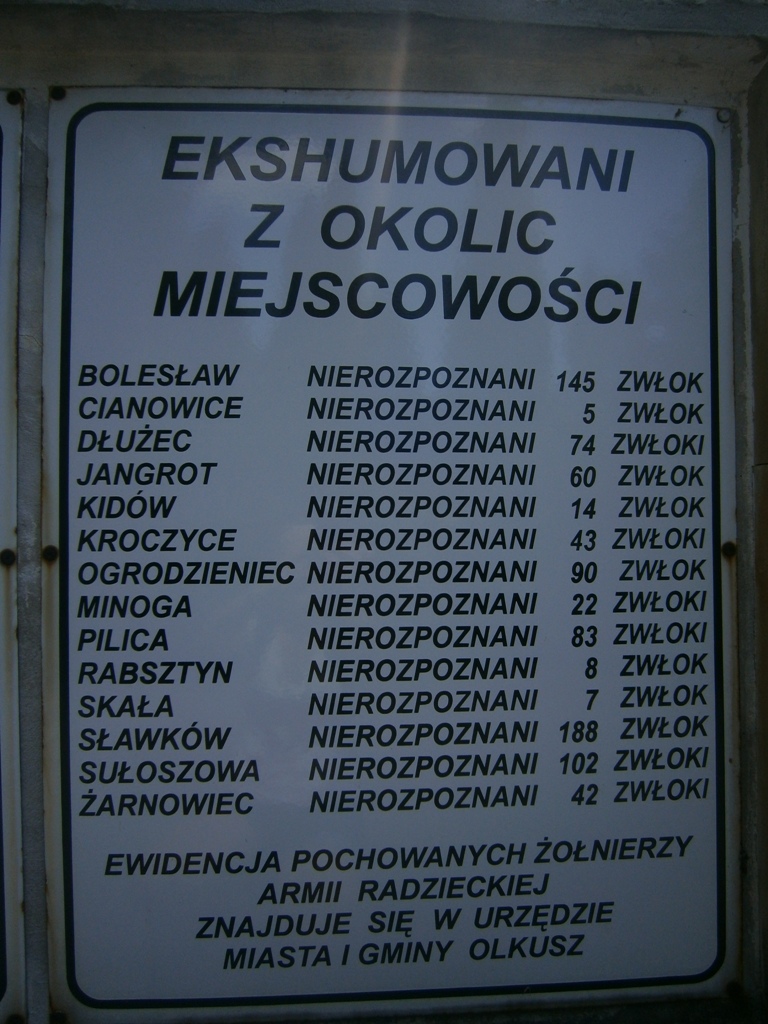 EKSHUMOWANI
Z OKOLIC
MIEJSCOWOŚCI
BOLESŁAW NIEROZPOZNANI 145 ZWŁOK
CIANOWICE NIEROZPOZNANI 5 ZWŁOK
DŁUŻEC NIEROZPOZNANI 74 ZWŁOKI
JANGROT NIEROZPOZNANI 60 ZWŁOK
KIDÓW NIEROZPOZNANI 14 ZWŁOK
KROCZYCE NIEROZPOZNANI 43 ZWŁOKI
OGRODZIENIEC NIEROZPOZNANI 90 ZWŁOK
MINOGA NIEROZPOZNANI 22 ZWŁOKI
PILICA NIEROZPOZNANI 83 ZWŁOKI
RABSZTYN NIEROZPOZNANI 8 ZWŁOK
SKAŁA NIEROZPOZNANI 7 ZWŁOK
SŁAWKÓW NIEROZPOZNANI 188 ZWŁOK
SUŁOSZOWA NIEROZPOZNANI 102 ZWŁOKI
ŻARNOWIEC NIEROZPOZNANI 42 ZWŁOKI
EWIDENCJA POCHOWANYCH ŻOŁNIERZY
ARMII RADZIECKIEJ
ZNAJDUJE SIĘ W URZĘDZIE
MIASTA I GMINY OLKUSZ